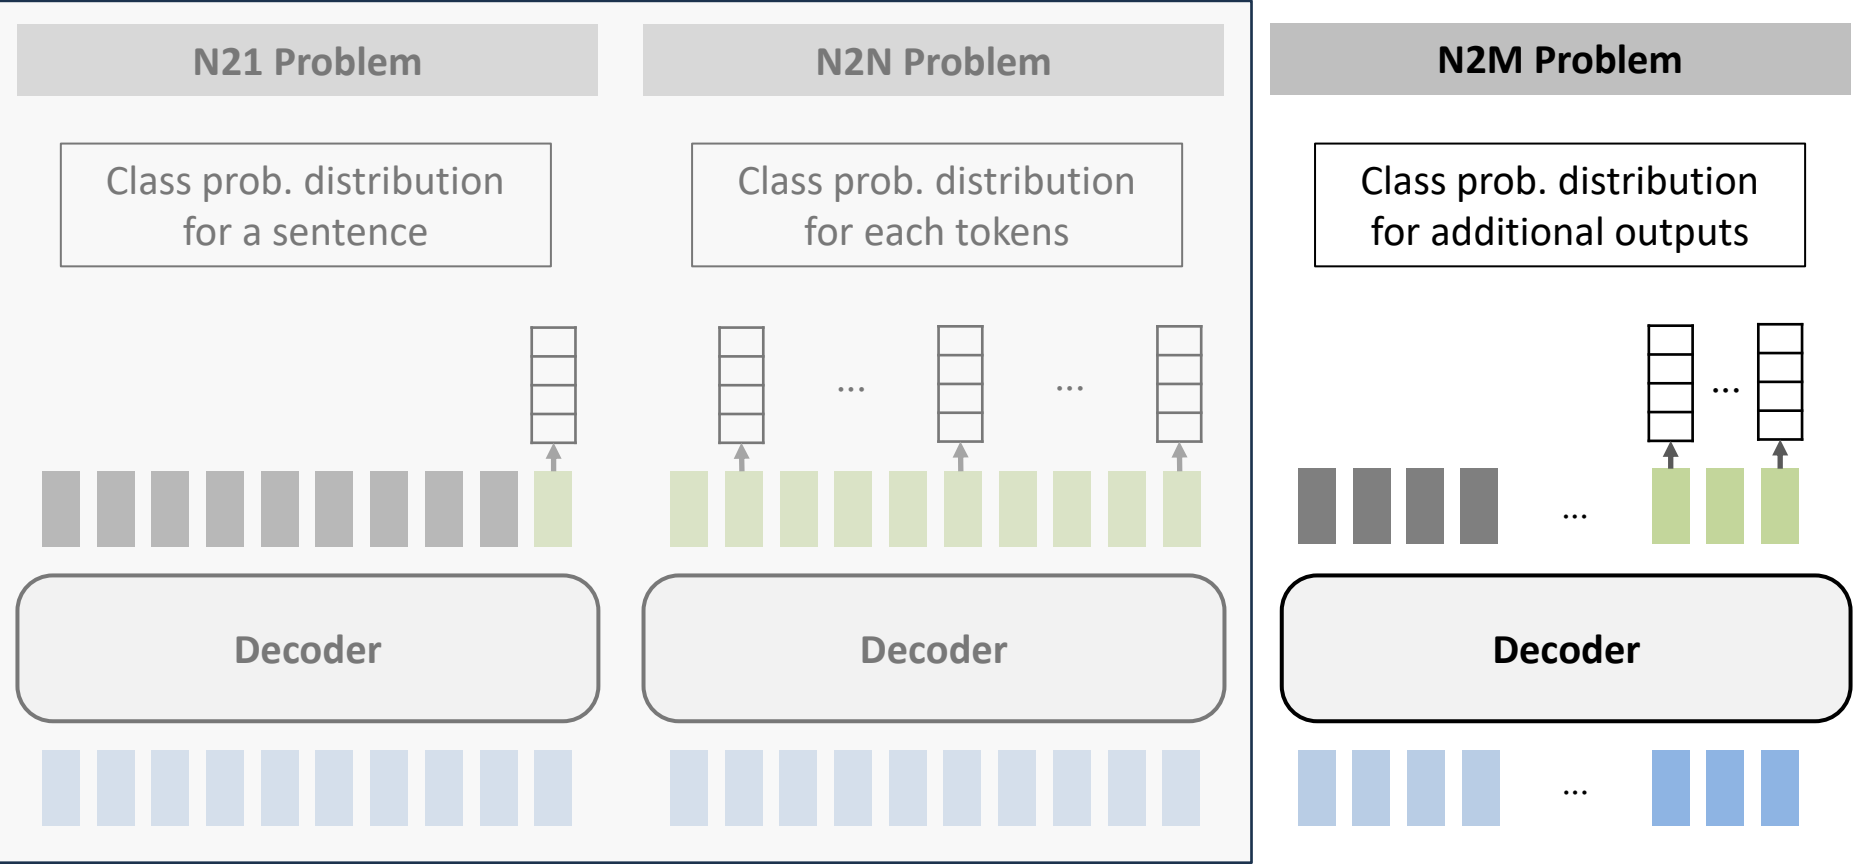 N21 Problem
Class prob. distribution
for a sentence
Decoder
N2N Problem
Class prob. distribution
for each tokens
... ...
Decoder
N2M Problem
Class prob. distribution
for additional outputs
...
...
Decoder
...